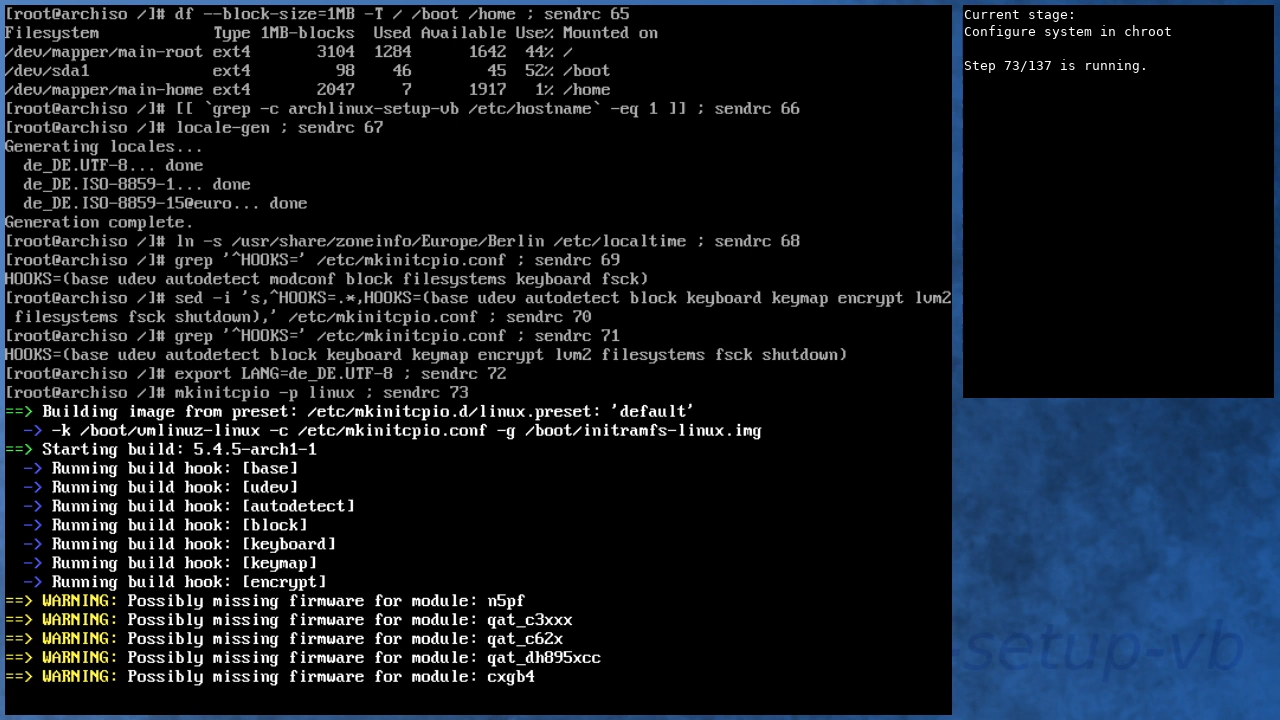 [root@archiso /]# df --block-size=1MB -T / /boot /home ; sendrc 65
Filesystem            Type 1MB-blocks  Used Available Use% Mounted on
/dev/mapper/main-root ext4       3104  1284      1642  44% /
/dev/sda1             ext4         98    46        45  52% /boot
/dev/mapper/main-home ext4       2047     7      1917   1% /home
[root@archiso /]# [[ `grep -c archlinux-setup-vb /etc/hostname` -eq 1 ]] ; sendrc 66
[root@archiso /]# locale-gen ; sendrc 67
Generating locales...
  de_DE.UTF-8... done
  de_DE.ISO-8859-1... done
  de_DE.ISO-8859-15@euro... done
Generation complete.
[root@archiso /]# ln -s /usr/share/zoneinfo/Europe/Berlin /etc/localtime ; sendrc 68
[root@archiso /]# grep '^HOOKS=' /etc/mkinitcpio.conf ; sendrc 69
HOOKS=(base udev autodetect modconf block filesystems keyboard fsck)
[root@archiso /]# sed -i 's,^HOOKS=.*,HOOKS=(base udev autodetect block keyboard keymap encrypt lvm2
 filesystems fsck shutdown),' /etc/mkinitcpio.conf ; sendrc 70
[root@archiso /]# grep '^HOOKS=' /etc/mkinitcpio.conf ; sendrc 71
HOOKS=(base udev autodetect block keyboard keymap encrypt lvm2 filesystems fsck shutdown)
[root@archiso /]# export LANG=de_DE.UTF-8 ; sendrc 72
[root@archiso /]# mkinitcpio -p linux ; sendrc 73
==> Building image from preset: /etc/mkinitcpio.d/linux.preset: 'default'
  -> -k /boot/vmlinuz-linux -c /etc/mkinitcpio.conf -g /boot/initramfs-linux.img
==> Starting build: 5.4.5-arch1-1
  -> Running build hook: [base]
  -> Running build hook: [udev]
  -> Running build hook: [autodetect]
  -> Running build hook: [block]
  -> Running build hook: [keyboard]
  -> Running build hook: [keymap]
  -> Running build hook: [encrypt]
==> WARNING: Possibly missing firmware for module: n5pf
==> WARNING: Possibly missing firmware for module: qat_c3xxx
==> WARNING: Possibly missing firmware for module: qat_c62x
==> WARNING: Possibly missing firmware for module: qat_dh895xcc
==> WARNING: Possibly missing firmware for module: cxgb4
Current stage:
Configure system in chroot
Step 73/137 is running.
-setup-vb